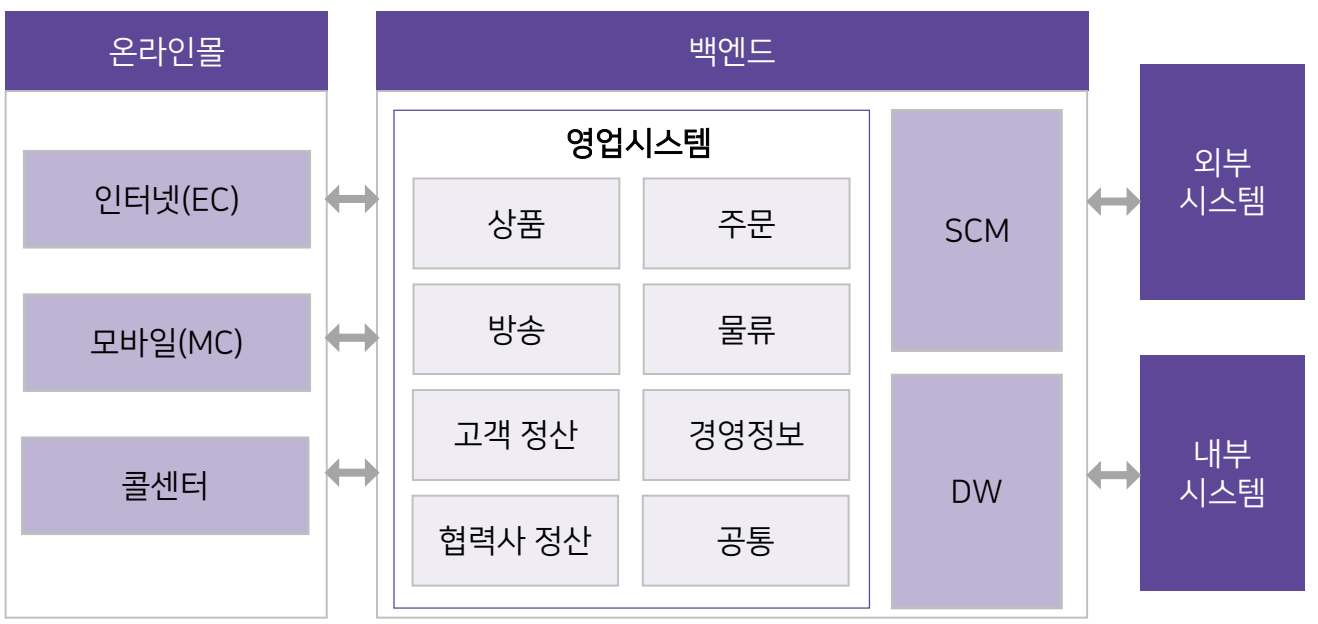 온라인몰
인터넷(EC)
모바일(MC)
콜센터
백엔드
영업시스템
상품
주문
방송
물류
고객 정산
경영정보
협력사 정산
공통
SCM
DW
외부
시스템
내부
시스템